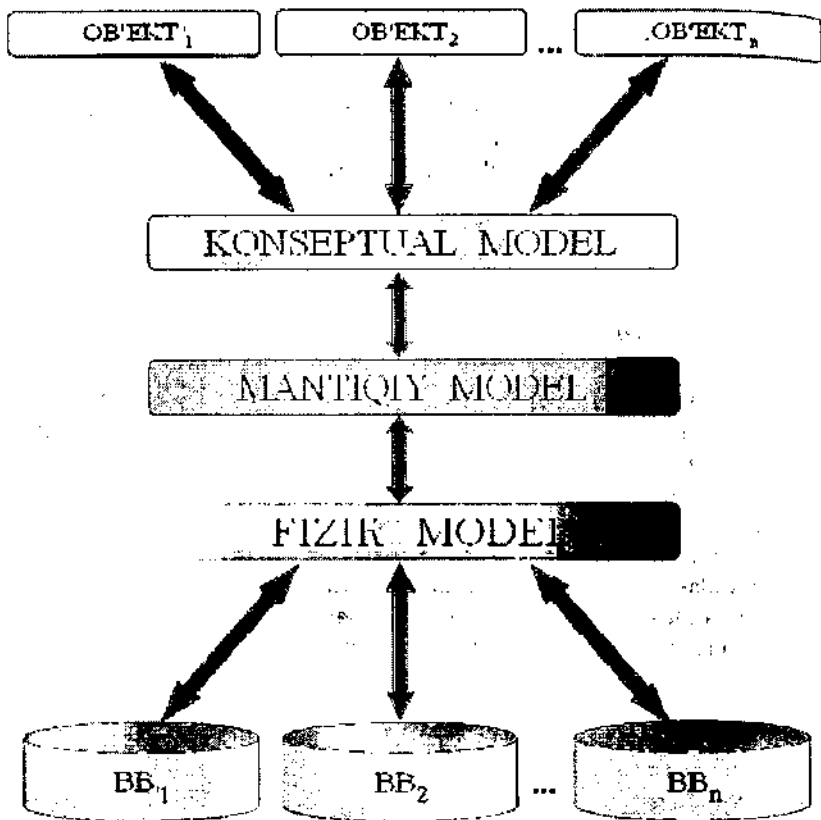 OB'EKT1 OB'EKT2 ... OB'EKTn
KONSEPTUAL MODEL
MANTIQIY MODEL
FIZIK MODEL
BB1 BB2 ... BBn